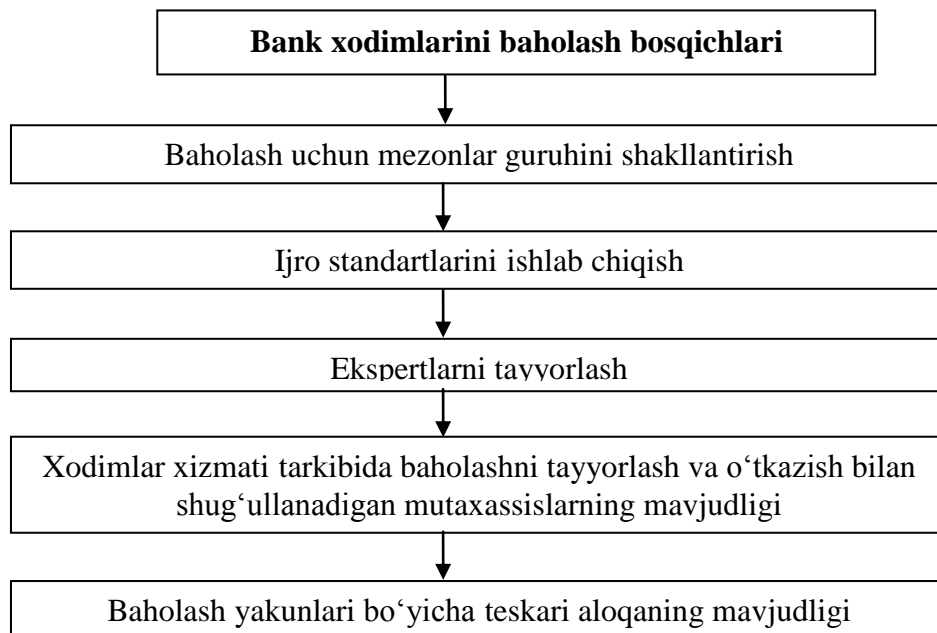 Bank xodimlarini baholash bosqichlari
Baholash uchun mezonlar guruhini shakllantirish
Ijro standartlarini ishlab chiqish
Ekspertlarni tayyorlash
Xodimlar xizmati tarkibida baholashni tayyorlash va o‘tkazish bilan
shug‘ullanadigan mutaxassislarning mavjudligi
Baholash yakunlari bo‘yicha teskari aloqaning mavjudligi